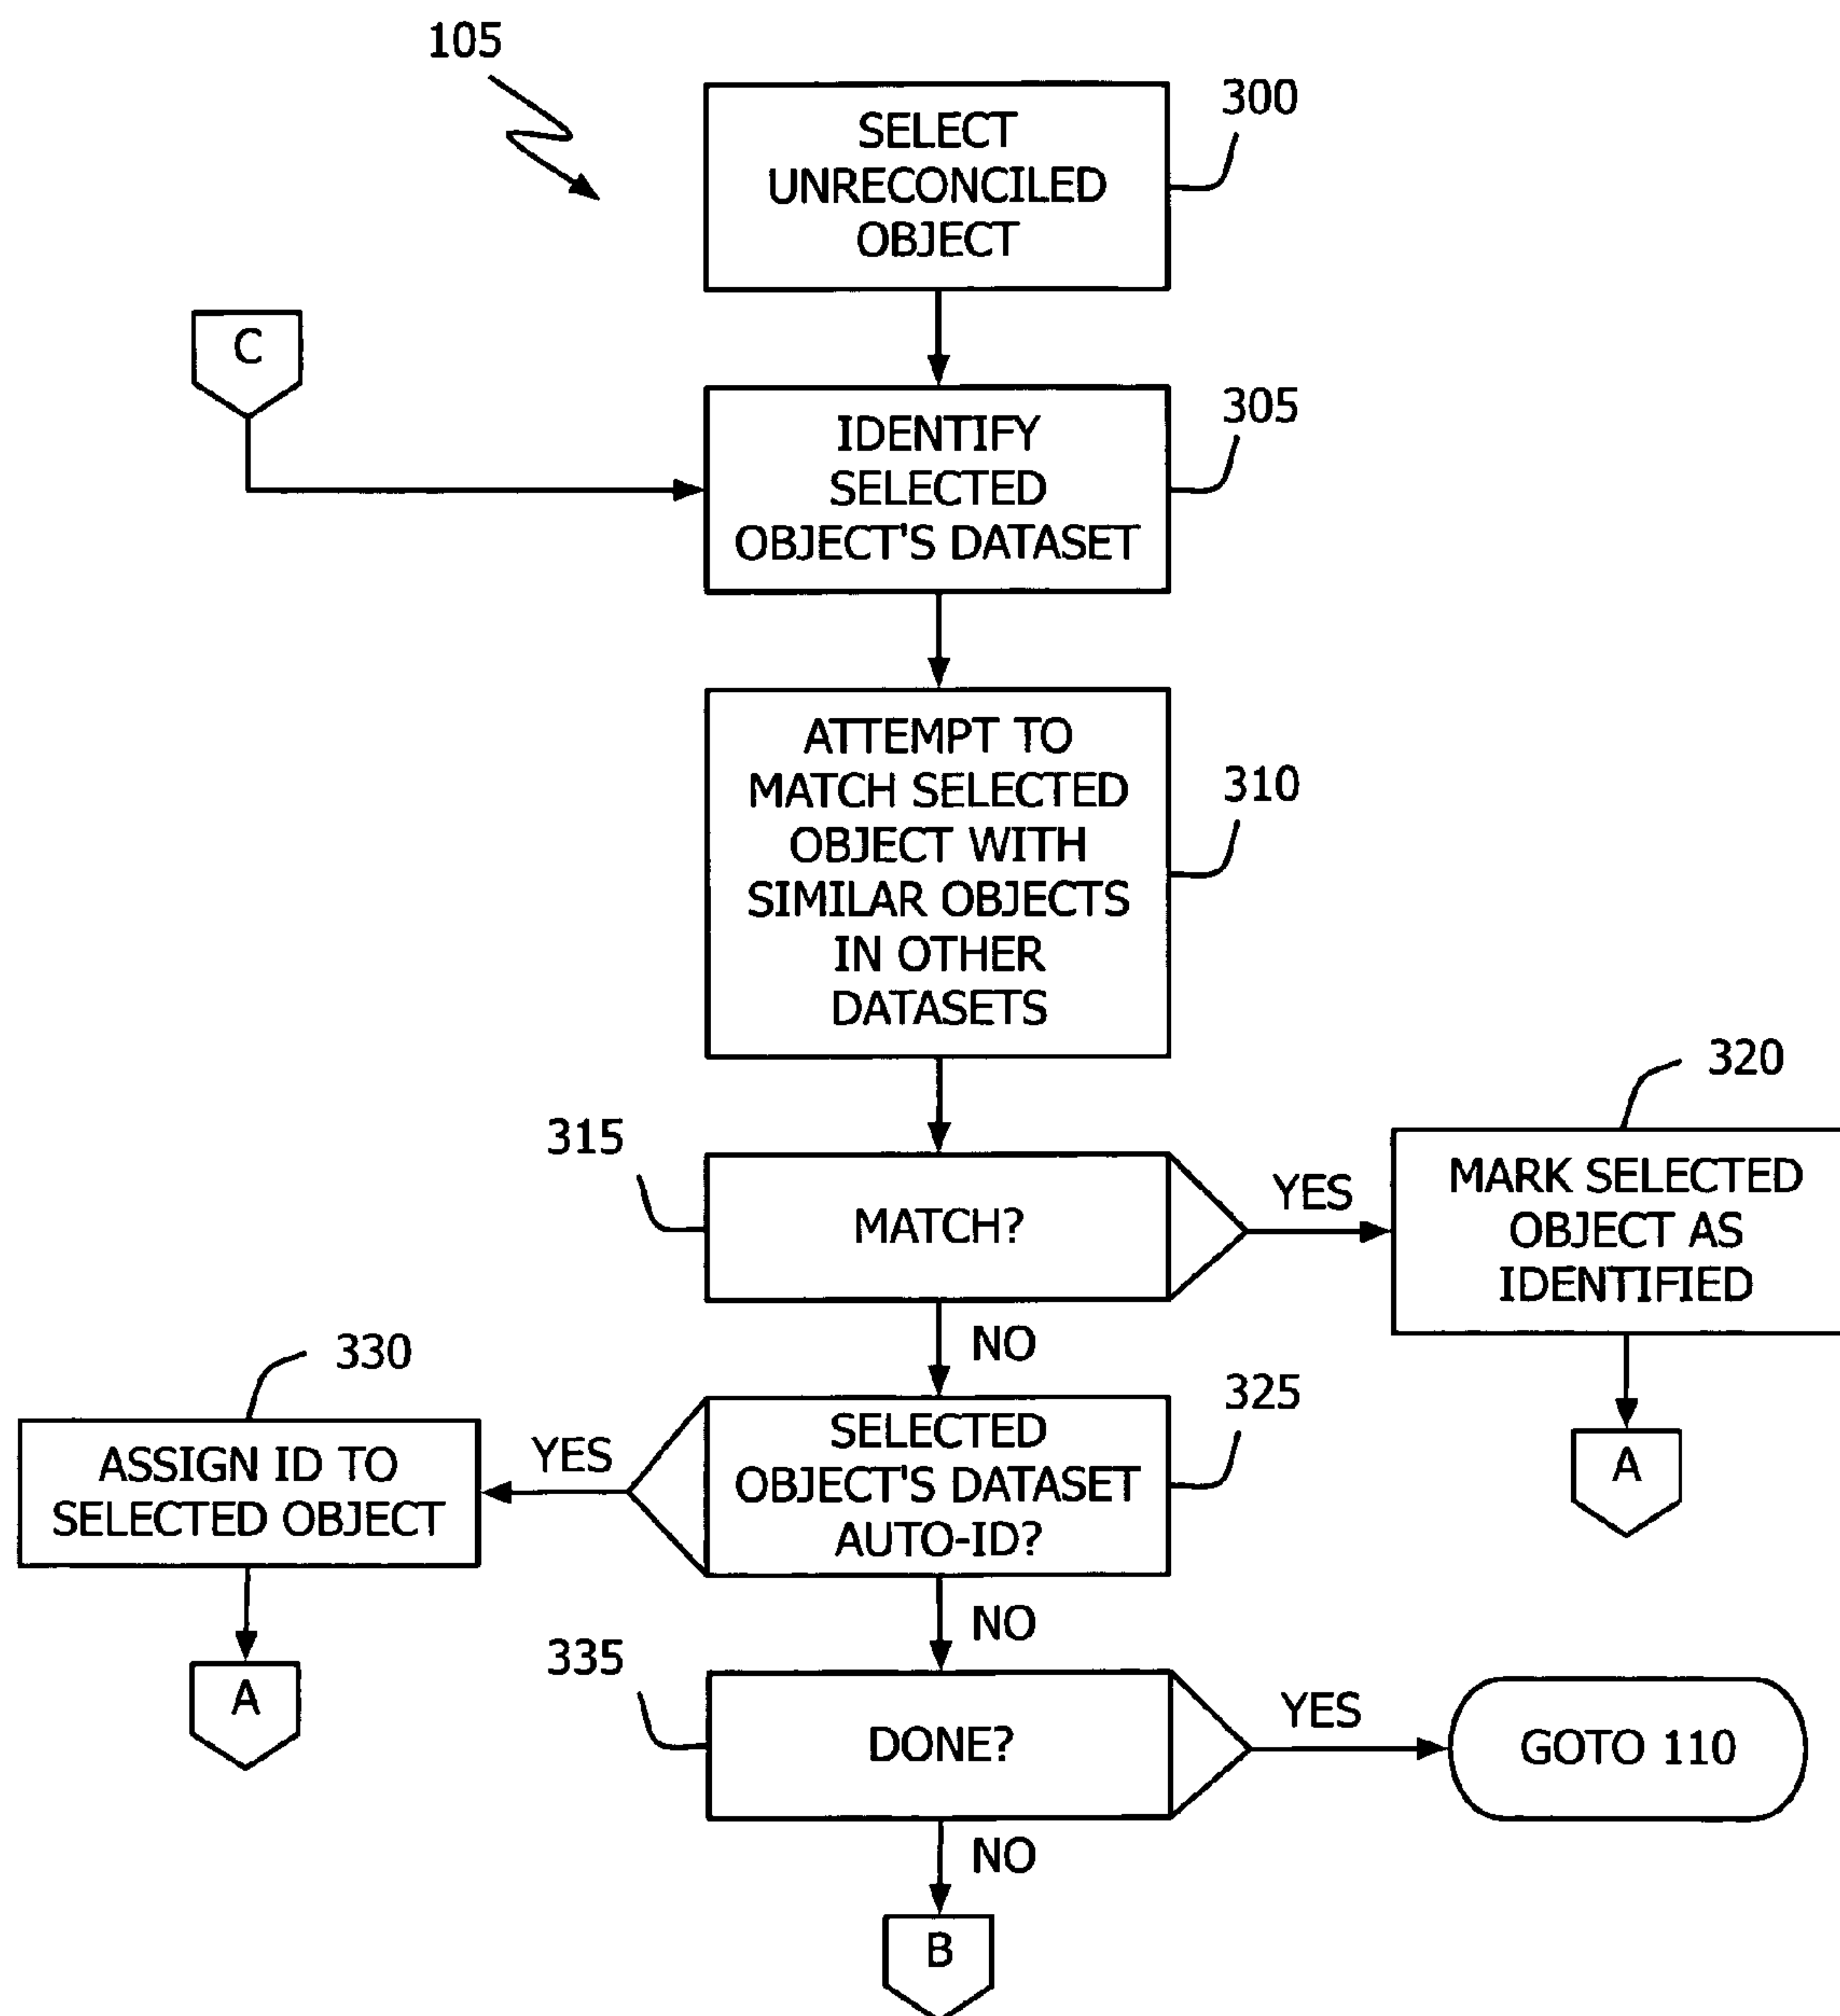 105
SELECT
UNRECONCILED
OBJECT
300
C
IDENTIFY
SELECTED
OBJECT'S DATASET
305
ATTEMPT TO
MATCH SELECTED
OBJECT WITH
SIMILAR OBJECTS
IN OTHER
DATASETS
310
315
MATCH?
YES
320
MARK SELECTED
OBJECT AS
IDENTIFIED
A
NO
325
SELECTED
OBJECT'S DATASET
AUTO-ID?
YES
330
ASSIGN ID TO
SELECTED OBJECT
A
NO
335
DONE?
YES
GOTO 110
NO
B